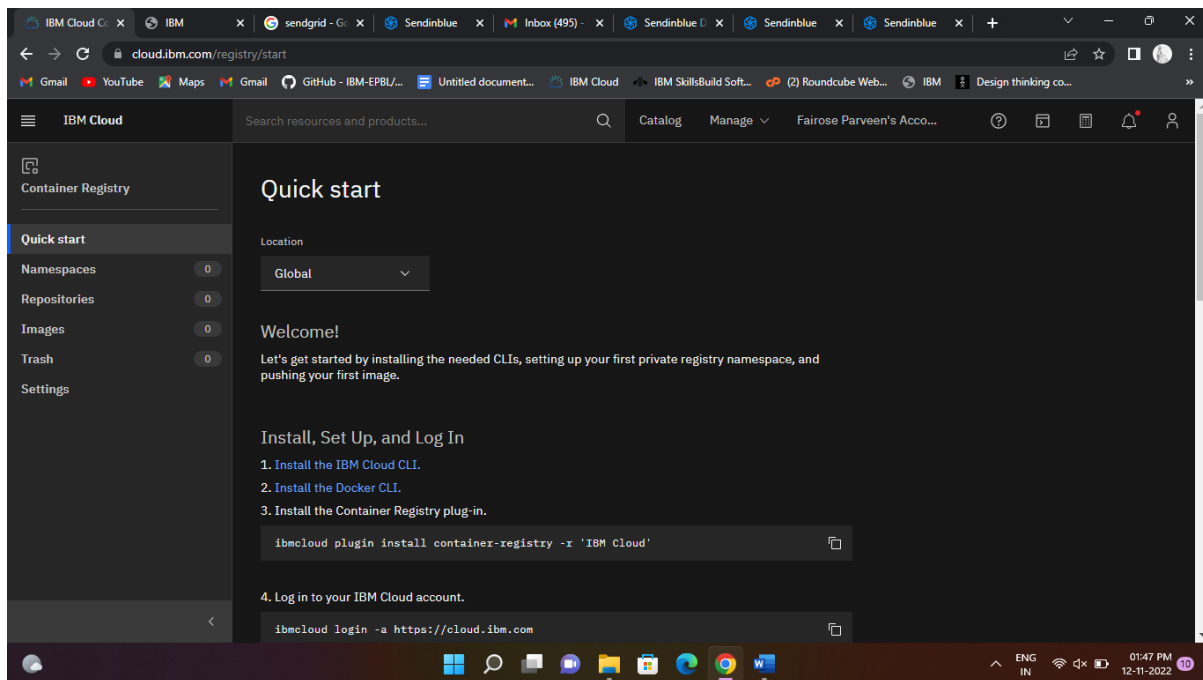 IBM Cloud Co
IBM
sendgrid - Go
Sendinblue
Inbox (495) -
Sendinblue D
Sendinblue
Sendinblue
cloud.ibm.com/registry/start
Gmail
YouTube
Maps
Gmail
GitHub - IBM-EPBL/...
Untitled document...
IBM Cloud
IBM SkillsBuild Soft...
(2) Roundcube Web...
IBM
Design thinking co...
»
IBM Cloud
Search resources and products...
Catalog
Manage
Fairose Parveen's Acco...
Container Registry
Quick start
Namespaces 0
Repositories 0
Images 0
Trash 0
Settings
Quick start
Location
Global
Welcome!
Let's get started by installing the needed CLIs, setting up your first private registry namespace, and
pushing your first image.
Install, Set Up, and Log In
1. Install the IBM Cloud CLI.
2. Install the Docker CLI.
3. Install the Container Registry plug-in.
ibmcloud plugin install container-registry -r 'IBM Cloud'
4. Log in to your IBM Cloud account.
ibmcloud login -a https://cloud.ibm.com
ENG
IN
01:47 PM
12-11-2022
10